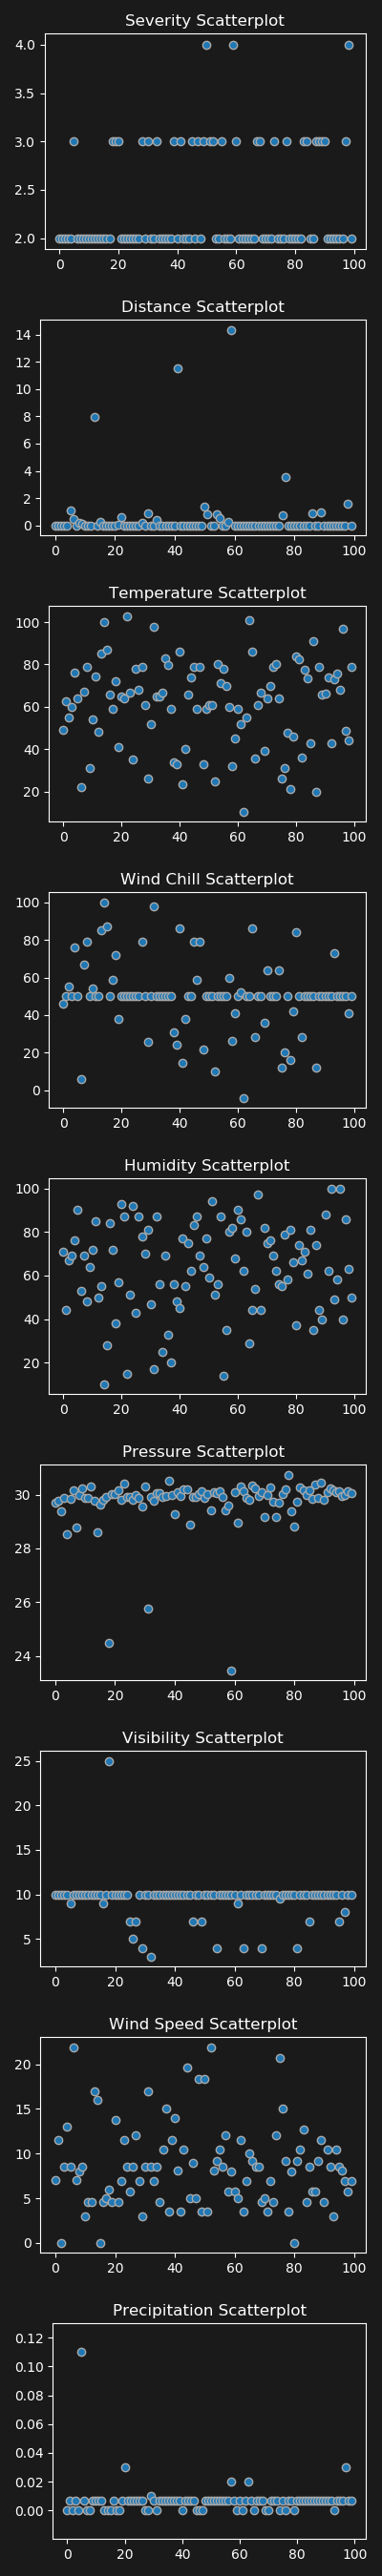 Severity Scatterplot
4.0
3.5
3.0
2.5
2.0
0 20 40 60 80 100
Distance Scatterplot
14
12
10
8
6
4
2
0
0 20 40 60 80 100
Temperature Scatterplot
100
80
60
40
20
0 20 40 60 80 100
Wind Chill Scatterplot
100
80
60
40
20
0
0 20 40 60 80 100
Humidity Scatterplot
100
80
60
40
20
0 20 40 60 80 100
Pressure Scatterplot
30
28
26
24
0 20 40 60 80 100
Visibility Scatterplot
25
20
15
10
5
0 20 40 60 80 100
Wind Speed Scatterplot
20
15
10
5
0
0 20 40 60 80 100
Precipitation Scatterplot
0.12
0.10
0.08
0.06
0.04
0.02
0.00
0 20 40 60 80 100